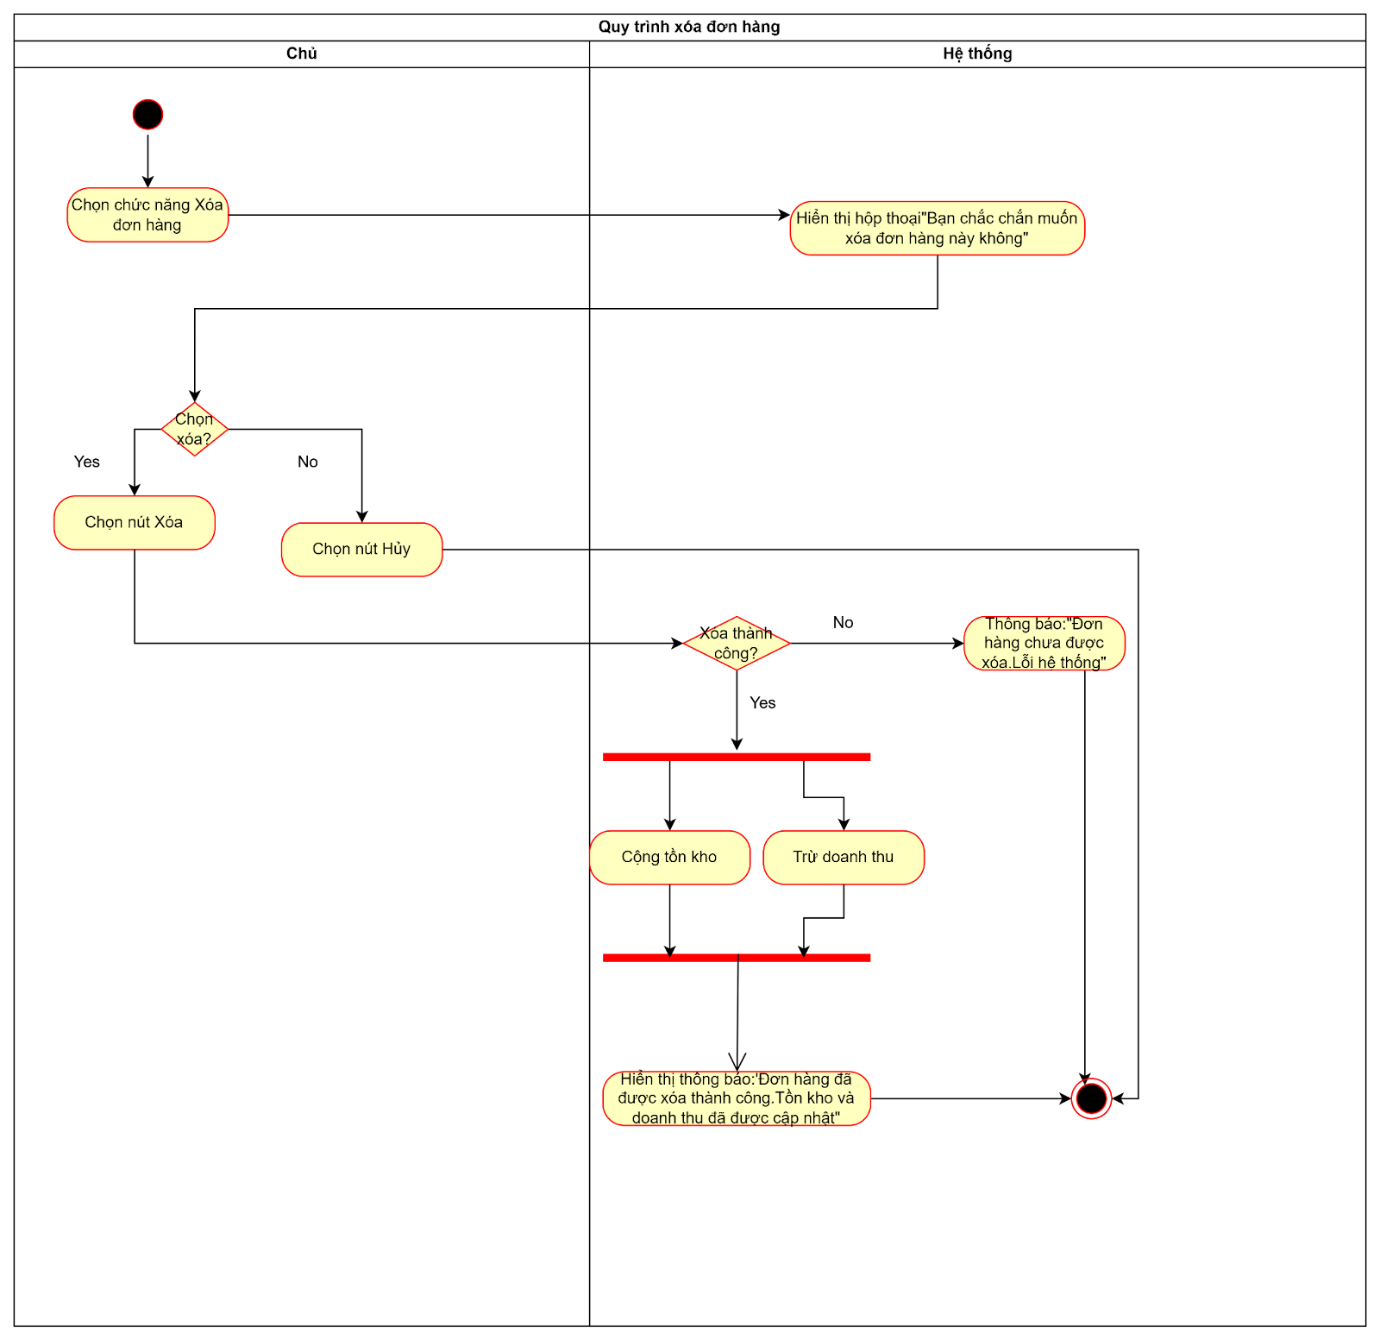 Quy trình xóa đơn hàng
Chủ
Hệ thống
Chọn chức năng Xóa
đơn hàng
Hiển thị hộp thoại"Bạn chắc chắn muốn
xóa đơn hàng này không"
Chọn
xóa?
Yes
No
Chọn nút Xóa
Chọn nút Hủy
Xóa thành
công?
No
Thông báo:"Đơn
hàng chưa được
xóa.Lỗi hệ thống"
Yes
Cộng tồn kho
Trừ doanh thu
Hiển thị thông báo:'Đơn hàng đã
được xóa thành công.Tồn kho và
doanh thu đã được cập nhật"